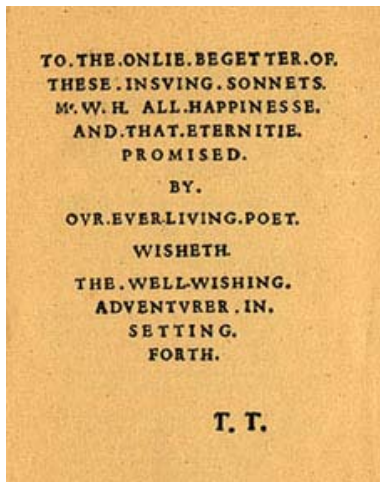 TO.THE.ONLIE.BEGETTER.OF.
THESE.INSVING.SONNETS.
Mr.W.H. ALL.HAPPINESSE.
AND.THAT.ETERNITIE.
PROMISED.
BY.
OVR.EVER-LIVING.POET.
WISHETH.
THE.WELL-WISHING.
ADVENTVRER.IN.
SETTING.
FORTH.
T. T.